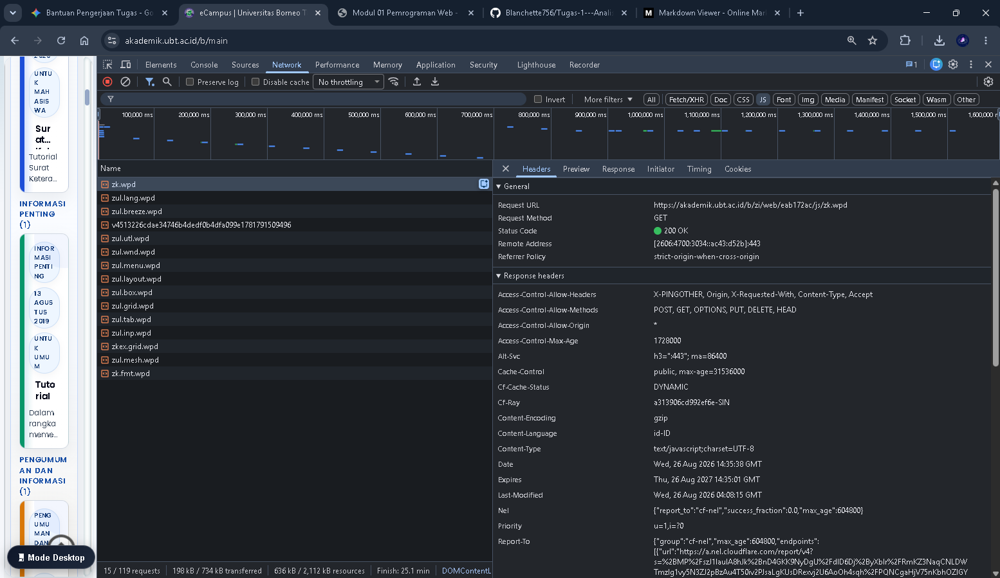 Bantuan Pengerjaan Tugas - Go
eCampus | Universitas Borneo T
Modul 01 Pemrograman Web -
Blanchette756/Tugas-1---Analis
Markdown Viewer - Online Mar
akademik.ubt.ac.id/b/main
Elements Console Sources Network Performance Memory Application Security Lighthouse Recorder 1
Preserve log Disable cache No throttling
Invert More filters All Fetch/XHR Doc CSS JS Font Img Media Manifest Socket Wasm Other
100,000 ms 200,000 ms 300,000 ms 400,000 ms 500,000 ms 600,000 ms 700,000 ms 800,000 ms 900,000 ms 1,000,000 ms 1,100,000 ms 1,200,000 ms 1,300,000 ms 1,400,000 ms 1,500,000 ms
UNTU
K
MAH
ASIS
WA
Sur
at...
Tutorial
Surat
Ketera...
INFORMASI
PENTING
(1)
INFOR
MASI
PENTI
NG
13
AGUS
TUS
2019
UNTU
K
UMU
M
Tuto
rial
Dalam
rangka
meme...
PENGUMUM
AN DAN
INFORMASI
(1)
PENG
UMU
MAN
DAN
Mode Desktop
Name
zk.wpd
zul.lang.wpd
zul.breeze.wpd
v4513226cdae34746b4dedf0b4dfa099e1781791509496
zul.utl.wpd
zul.wnd.wpd
zul.menu.wpd
zul.layout.wpd
zul.box.wpd
zul.grid.wpd
zul.tab.wpd
zul.inp.wpd
zkex.grid.wpd
zul.mesh.wpd
zk.fmt.wpd
15 / 119 requests 198 kB / 734 kB transferred 636 kB / 2,112 kB resources Finish: 25.1 min DOMContentL
Headers Preview Response Initiator Timing Cookies
General
Request URL https://akademik.ubt.ac.id/b/zi/web/eab172ac/js/zk.wpd
Request Method GET
Status Code 200 OK
Remote Address [2606:4700:3034::ac43:d52b]:443
Referrer Policy strict-origin-when-cross-origin
Response headers
Access-Control-Allow-Headers X-PINGOTHER, Origin, X-Requested-With, Content-Type, Accept
Access-Control-Allow-Methods POST, GET, OPTIONS, PUT, DELETE, HEAD
Access-Control-Allow-Origin *
Access-Control-Max-Age 1728000
Alt-Svc h3=":443"; ma=86400
Cache-Control public, max-age=31536000
Cf-Cache-Status DYNAMIC
Cf-Ray a313906cd992ef6e-SIN
Content-Encoding gzip
Content-Language id-ID
Content-Type text/javascript;charset=UTF-8
Date Wed, 26 Aug 2026 14:35:38 GMT
Expires Thu, 26 Aug 2027 14:35:01 GMT
Last-Modified Wed, 26 Aug 2026 04:08:15 GMT
Nel {"report_to":"cf-nel","success_fraction":0.0,"max_age":604800}
Priority u=1,i=?0
Report-To {"group":"cf-nel","max_age":604800,"endpoints":
[{"url":"https://a.nel.cloudflare.com/report/v4?